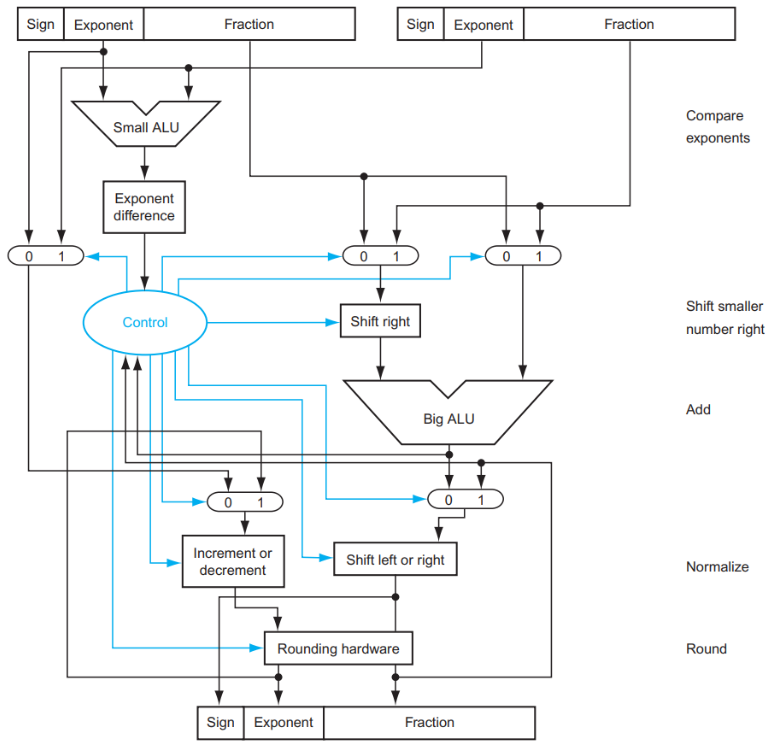 Sign Exponent Fraction
Sign Exponent Fraction
Small ALU
Compare
exponents
Exponent
difference
0 1
0 1
0 1
Control
Shift right
Shift smaller
number right
Big ALU
Add
0 1
0 1
Increment or
decrement
Shift left or right
Normalize
Rounding hardware
Round
Sign Exponent Fraction